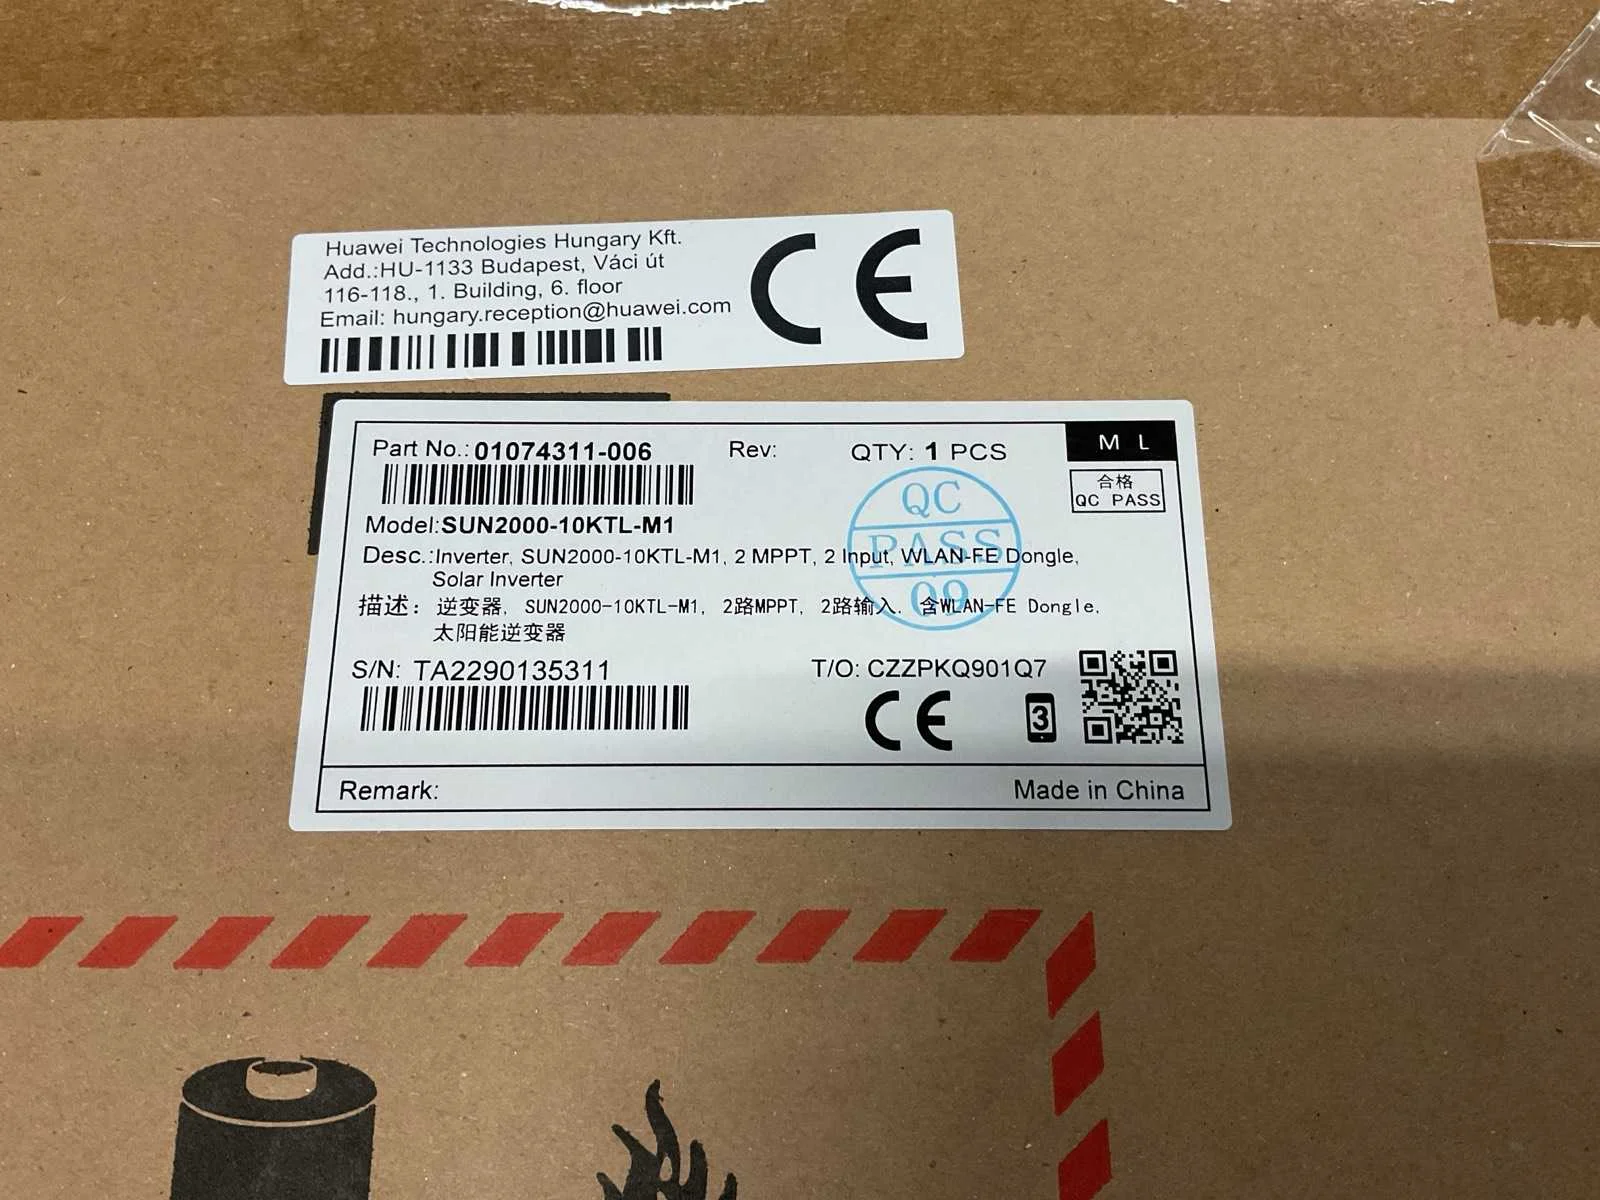 Huawei Technologies Hungary Kft.
Add.:HU-1133 Budapest, Váci út
116-118., 1. Building, 6. floor
Email: hungary.reception@huawei.com
CE
Part No.: 01074311-006 Rev: QTY: 1 PCS M L
合格
QC PASS
Model:SUN2000-10KTL-M1
QC
PASS
09
Desc.:Inverter, SUN2000-10KTL-M1, 2 MPPT, 2 Input, WLAN-FE Dongle,
Solar Inverter
描述: 逆变器, SUN2000-10KTL-M1, 2路MPPT, 2路输入, 含WLAN-FE Dongle,
太阳能逆变器
S/N: TA2290135311 T/O: CZZPKQ901Q7
CE 3
Remark: Made in China